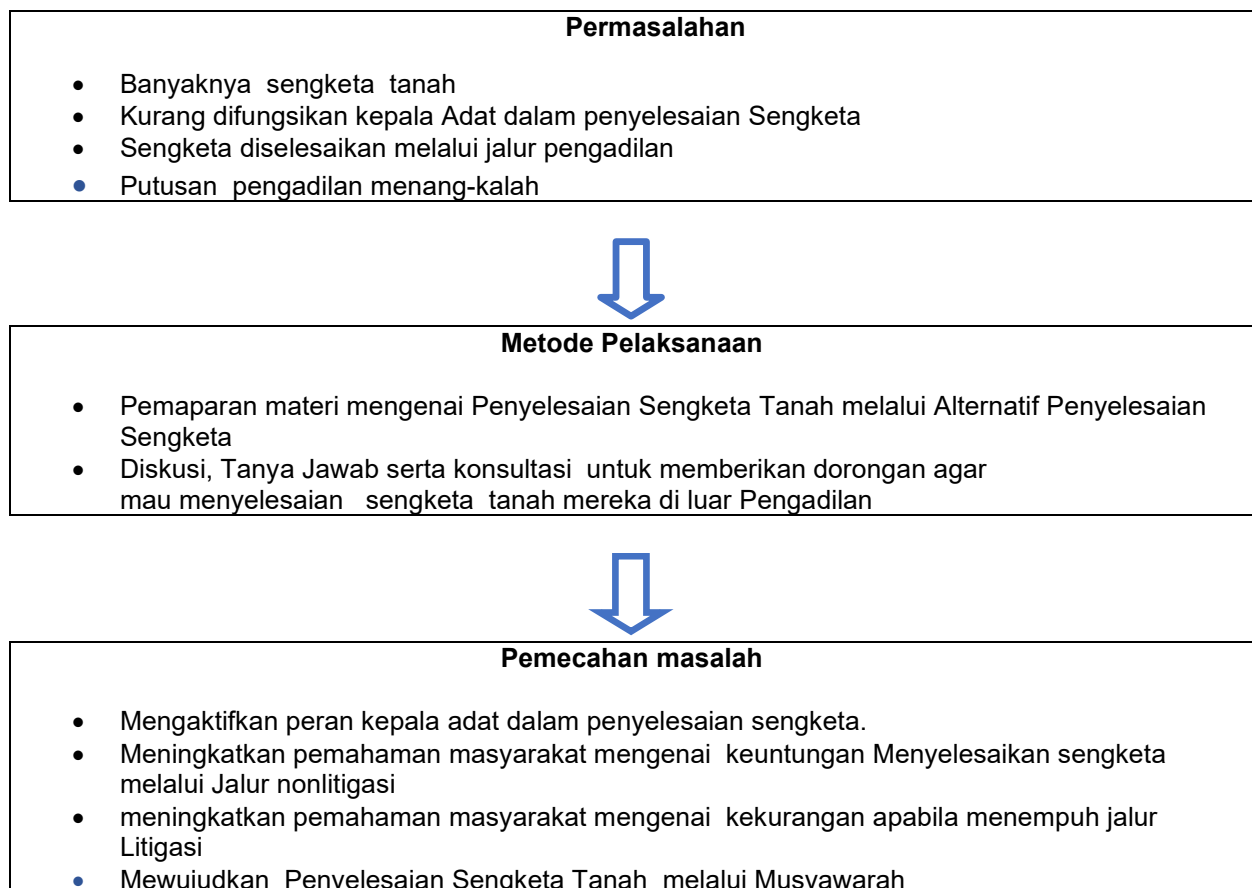 Permasalahan
• Banyaknya sengketa tanah
• Kurang difungsikan kepala Adat dalam penyelesaian Sengketa
• Sengketa diselesaikan melalui jalur pengadilan
• Putusan pengadilan menang-kalah
Metode Pelaksanaan
• Pemaparan materi mengenai Penyelesaian Sengketa Tanah melalui Alternatif Penyelesaian
Sengketa
• Diskusi, Tanya Jawab serta konsultasi untuk memberikan dorongan agar
mau menyelesaian sengketa tanah mereka di luar Pengadilan
Pemecahan masalah
• Mengaktifkan peran kepala adat dalam penyelesaian sengketa.
• Meningkatkan pemahaman masyarakat mengenai keuntungan Menyelesaikan sengketa
melalui Jalur nonlitigasi
• meningkatkan pemahaman masyarakat mengenai kekurangan apabila menempuh jalur
Litigasi
• Mewujudkan Penyelesaian Sengketa Tanah melalui Musyawarah